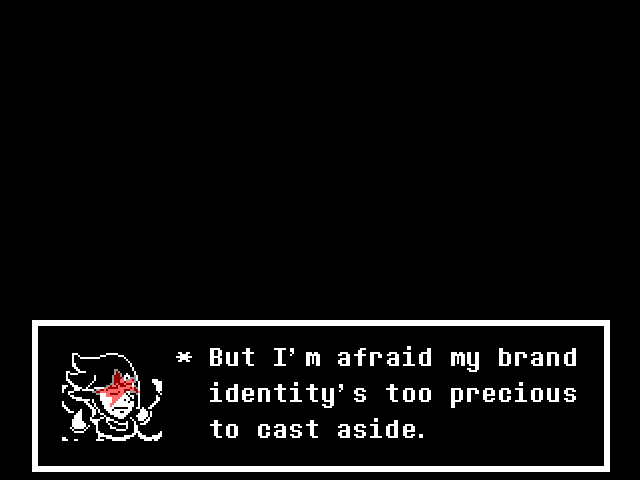 * But I'm afraid my brand
identity's too precious
to cast aside.